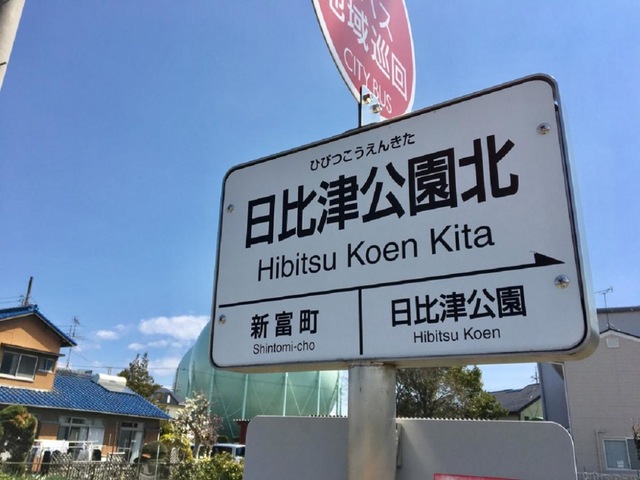 地域巡回
CITY BUS
ひびつこうえんきた
日比津公園北
Hibitsu Koen Kita
新富町
Shintomi-cho
日比津公園
Hibitsu Koen